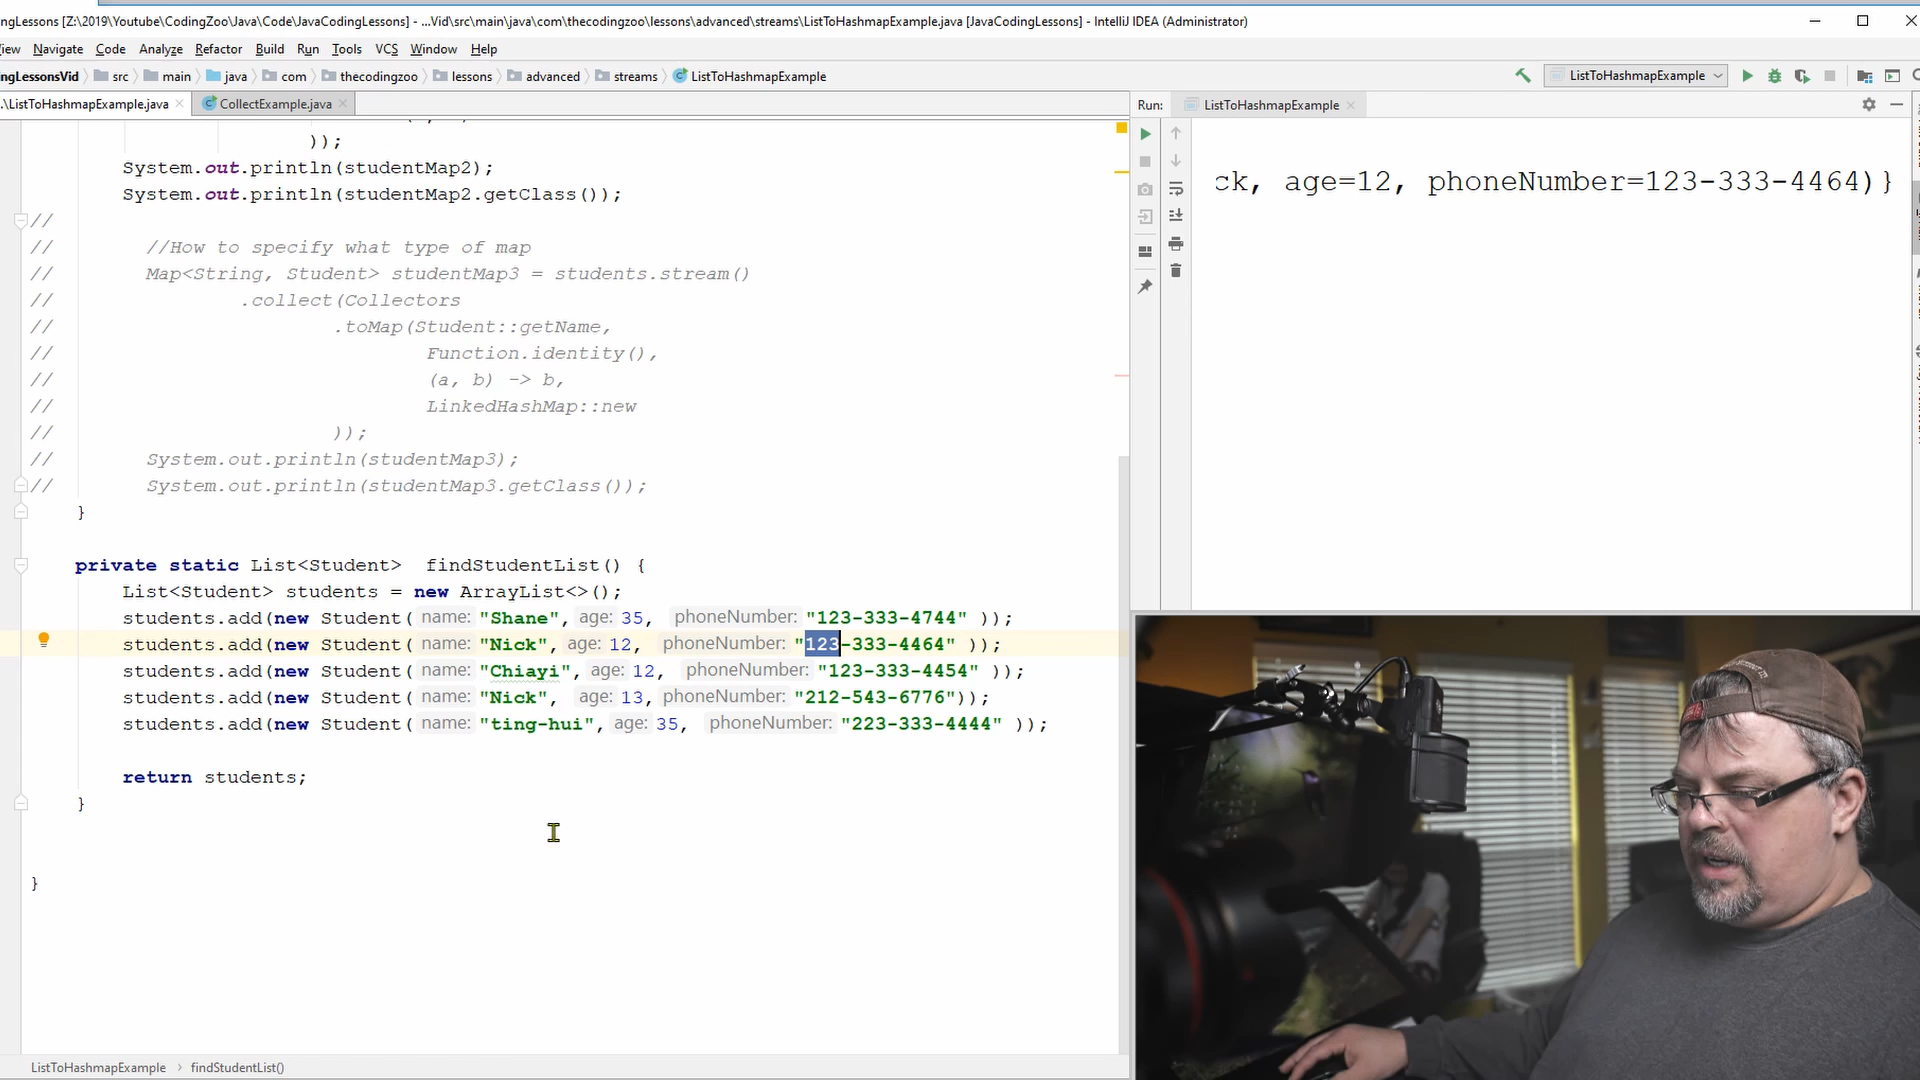 ngLessons [Z:\2019\Youtube\CodingZoo\Java\Code\JavaCodingLessons] - ...Vid\src\main\java\com\thecodingzoo\lessons\advanced\streams\ListToHashmapExample.java [JavaCodingLessons] - IntelliJ IDEA (Administrator)
iew Navigate Code Analyze Refactor Build Run Tools VCS Window Help
ngLessonsVid src main java com thecodingzoo lessons advanced streams ListToHashmapExample
ListToHashmapExample
.\ListToHashmapExample.java CollectExample.java
Run: ListToHashmapExample
));
System.out.println(studentMap2);
System.out.println(studentMap2.getClass());
//
// //How to specify what type of map
// Map<String, Student> studentMap3 = students.stream()
// .collect(Collectors
// .toMap(Student::getName,
// Function.identity(),
// (a, b) -> b,
// LinkedHashMap::new
// ));
// System.out.println(studentMap3);
// System.out.println(studentMap3.getClass());
}
private static List<Student> findStudentList() {
List<Student> students = new ArrayList<>();
students.add(new Student( name: "Shane", age: 35, phoneNumber: "123-333-4744" ));
students.add(new Student( name: "Nick", age: 12, phoneNumber: "123-333-4464" ));
students.add(new Student( name: "Chiayi", age: 12, phoneNumber: "123-333-4454" ));
students.add(new Student( name: "Nick", age: 13, phoneNumber: "212-543-6776"));
students.add(new Student( name: "ting-hui", age: 35, phoneNumber: "223-333-4444" ));
return students;
}
}
ck, age=12, phoneNumber=123-333-4464)}
ListToHashmapExample › findStudentList()